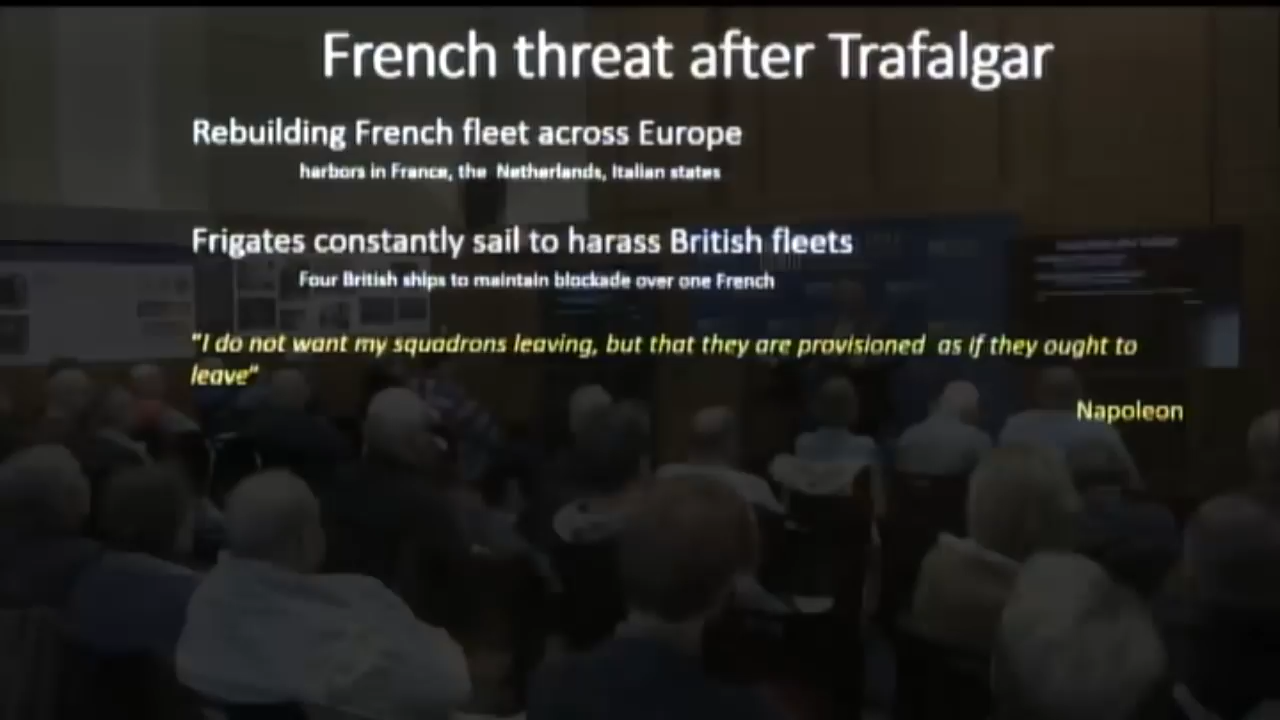 French threat after Trafalgar
Rebuilding French fleet across Europe
harbors in France, the Netherlands, Italian states
Frigates constantly sail to harass British fleets
Four British ships to maintain blockade over one French
"I do not want my squadrons leaving, but that they are provisioned as if they ought to
leave"
Napoleon